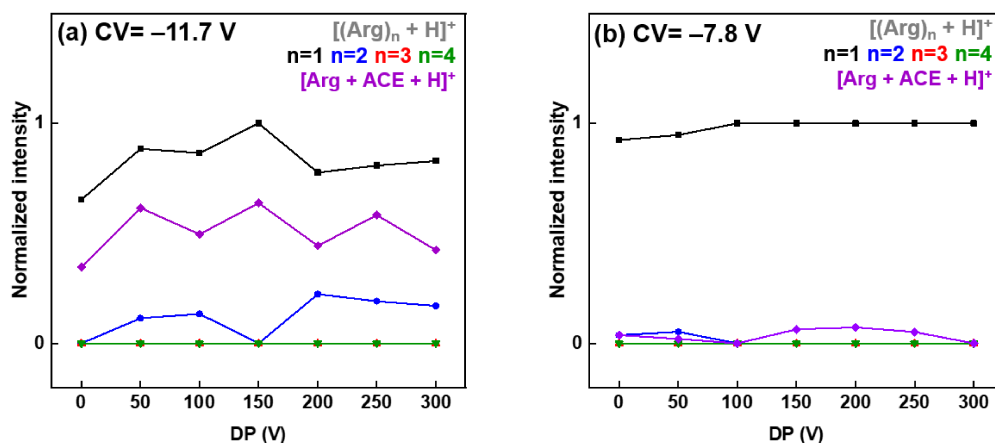 (a) CV= –11.7 V
[(Arg)n + H]+
n=1 n=2 n=3 n=4
[Arg + ACE + H]+
Normalized intensity
1
0
0 50 100 150 200 250 300
DP (V)
(b) CV= –7.8 V
[(Arg)n + H]+
n=1 n=2 n=3 n=4
[Arg + ACE + H]+
Normalized intensity
1
0
0 50 100 150 200 250 300
DP (V)